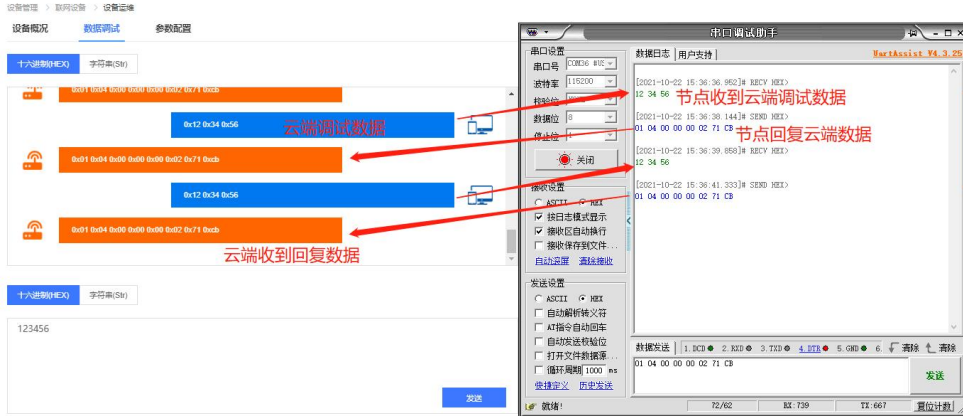 设备管理 > 联网设备 > 设备运维
设备概况 数据调试 参数配置
十六进制(HEX) 字符串(Str)
0x01 0x04 0x00 0x00 0x00 0x02 0x71 0xcb
0x12 0x34 0x56
云端调试数据
0x01 0x04 0x00 0x00 0x00 0x02 0x71 0xcb
0x12 0x34 0x56
0x01 0x04 0x00 0x00 0x00 0x02 0x71 0xcb
云端收到回复数据
十六进制(HEX) 字符串(Str)
123456
发送
串口调试助手
串口设置
串口号 COM36 #US
波特率 115200
校验位
数据位 8
停止位
关闭
接收设置
ASCII HEX
按日志模式显示
接收区自动换行
接收保存到文件...
自动滚屏 清除接收
发送设置
ASCII HEX
自动解析转义符
AT指令自动回车
自动发送校验位
打开文件数据源...
循环周期 1000 ms
快捷定义 历史发送
数据日志 用户支持 UartAssist V4.3.25
[2021-10-22 15:36:36.952]# RECV HEX>
12 34 56
节点收到云端调试数据
[2021-10-22 15:36:38.144]# SEND HEX>
01 04 00 00 00 02 71 CB
节点回复云端数据
[2021-10-22 15:36:39.858]# RECV HEX>
12 34 56
[2021-10-22 15:36:41.333]# SEND HEX>
01 04 00 00 00 02 71 CB
数据发送 1.DCD 2.RXD 3.TXD 4.DTR 5.GND 6. 清除 清除
01 04 00 00 00 02 71 CB
发送
就绪! 72/62 RX:739 TX:667 复位计数